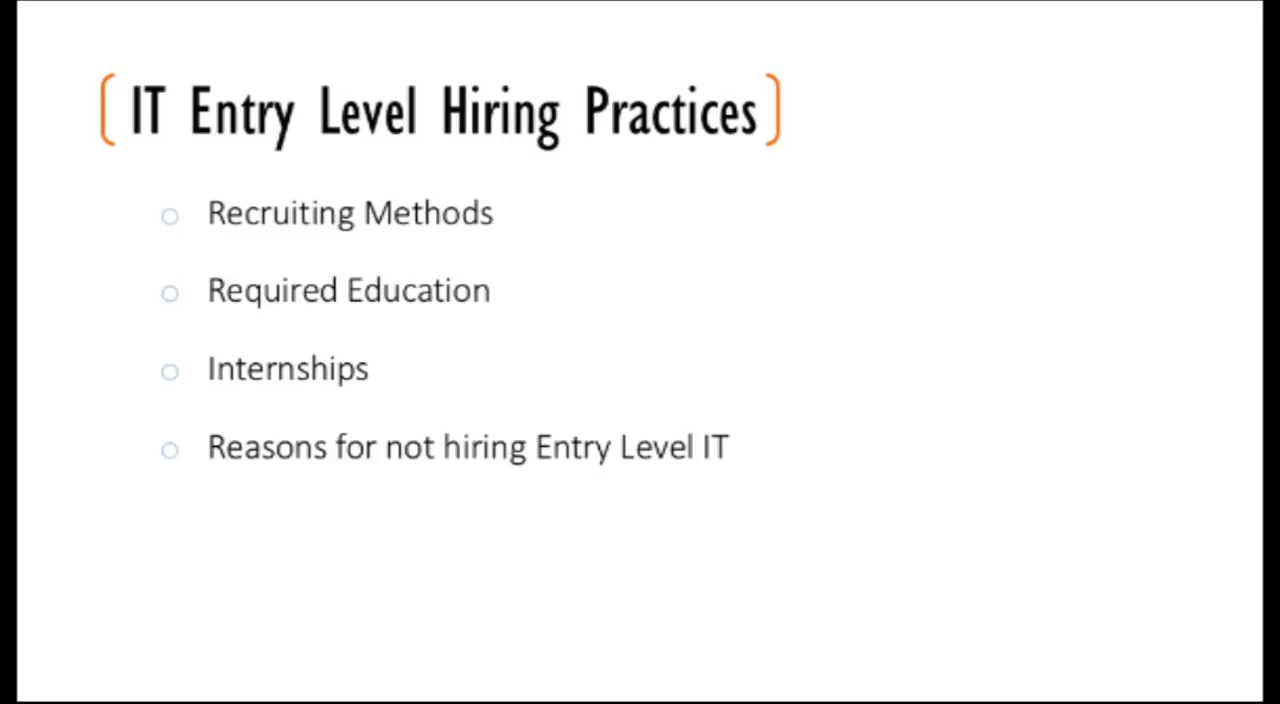 IT Entry Level Hiring Practices
Recruiting Methods
Required Education
Internships
Reasons for not hiring Entry Level IT